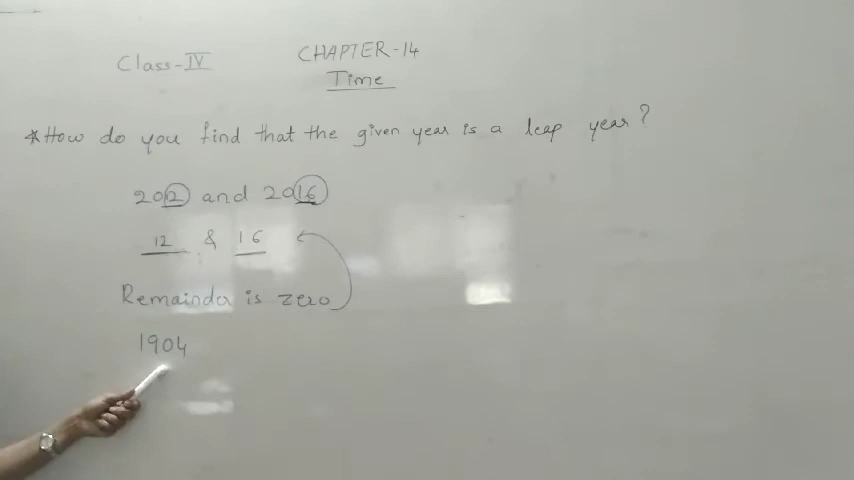 Class-IV CHAPTER-14
Time
*How do you find that the given year is a leap year?
2012 and 2016
12 & 16
Remainder is zero
1904